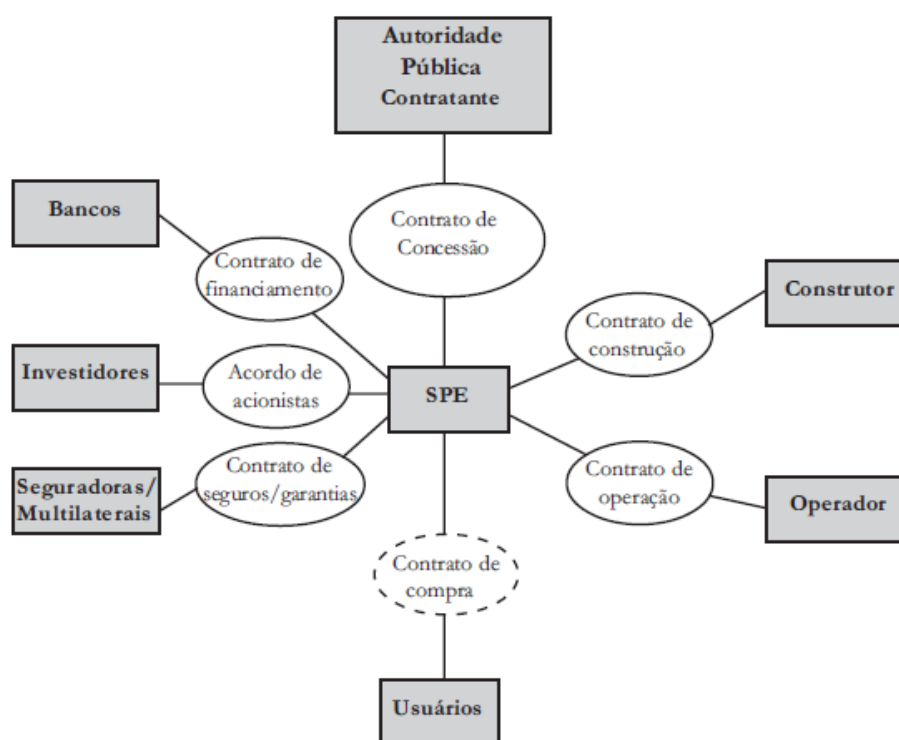 Autoridade
Pública
Contratante
Bancos
Contrato de
Concessão
Contrato de
financiamento
Construtor
Contrato de
construção
Investidores
Acordo de
acionistas
SPE
Seguradoras/
Multilaterais
Contrato de
seguros/garantias
Contrato de
operação
Operador
Contrato de
compra
Usuários